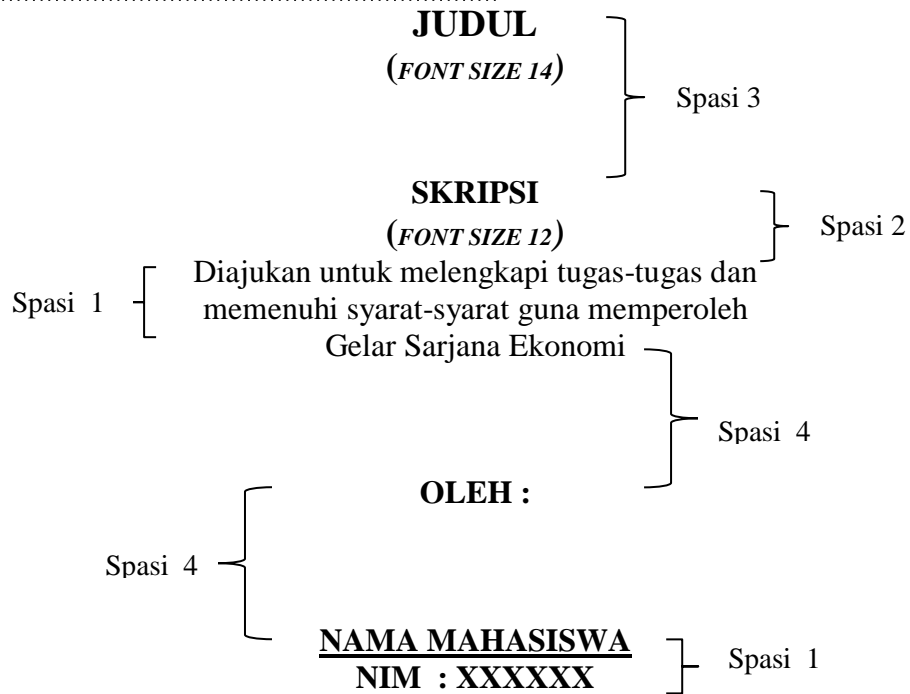 JUDUL
(FONT SIZE 14)
Spasi 3
SKRIPSI
(FONT SIZE 12)
Spasi 2
Diajukan untuk melengkapi tugas-tugas dan
memenuhi syarat-syarat guna memperoleh
Gelar Sarjana Ekonomi
Spasi 1
Spasi 4
OLEH :
Spasi 4
NAMA MAHASISWA
NIM : XXXXXX
Spasi 1